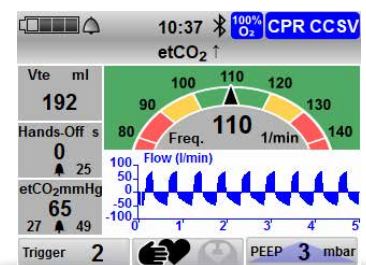 10:37 100% O₂ CPR CCSV
etCO₂ ↑
Vte ml
192
Hands-Off s
0
25
etCO₂mmHg
65
27 49
80 90 100 110 120 130 140
Freq. 110 1/min
Flow (l/min)
100
50
0
-50
-100
0 1' 2' 3' 4' 5
Trigger 2
PEEP 3 mbar